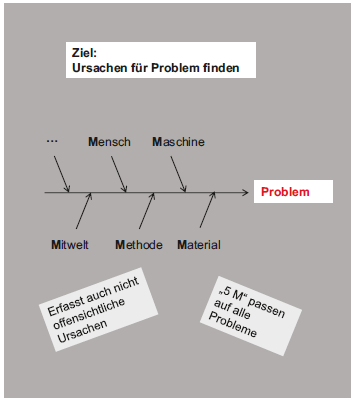 Ziel:
Ursachen für Problem finden
... Mensch Maschine
Problem
Mitwelt Methode Material
Erfasst auch nicht
offensichtliche
Ursachen
„5 M“ passen
auf alle
Probleme